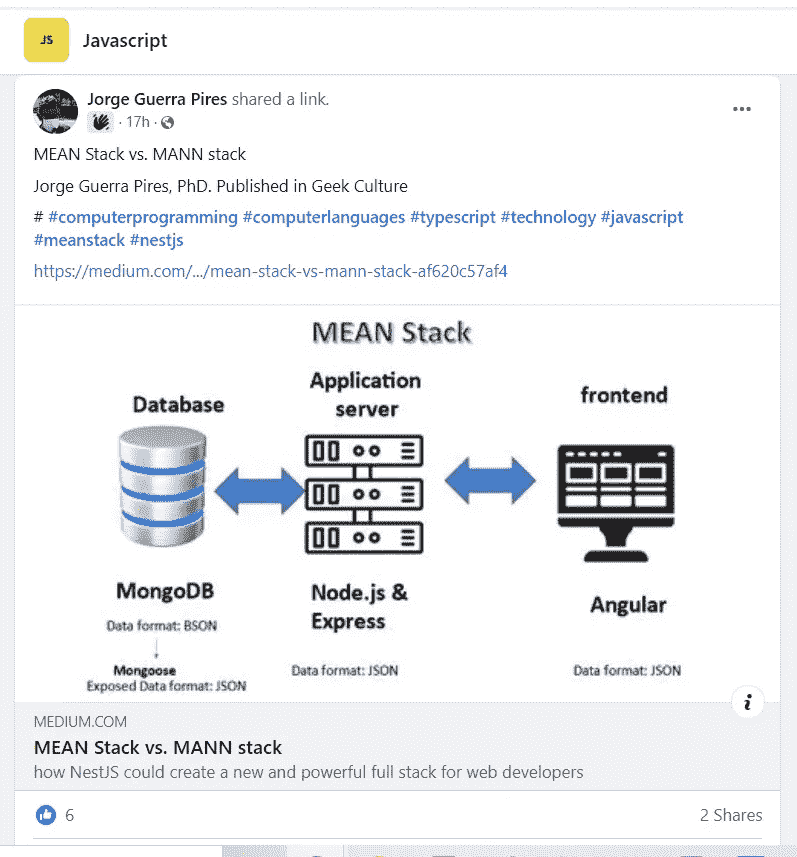 JS Javascript
Jorge Guerra Pires shared a link.
· 17h ·
MEAN Stack vs. MANN stack
Jorge Guerra Pires, PhD. Published in Geek Culture
# #computerprogramming #computerlanguages #typescript #technology #javascript
#meanstack #nestjs
https://medium.com/.../mean-stack-vs-mann-stack-af620c57af4
MEAN Stack
Database
Application
server
frontend
MongoDB
Data format: BSON
Mongoose
Exposed Data format: JSON
Node.js &
Express
Data format: JSON
Angular
Data format: JSON
i
MEDIUM.COM
MEAN Stack vs. MANN stack
how NestJS could create a new and powerful full stack for web developers
6 2 Shares